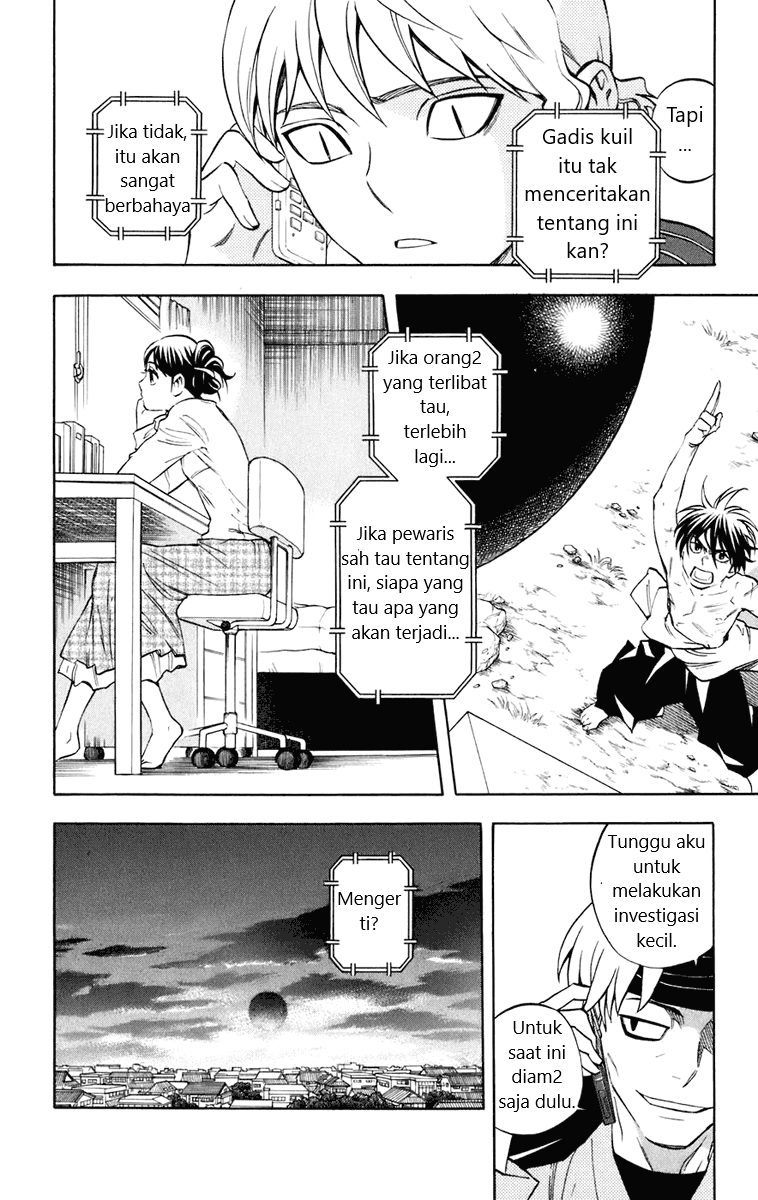 Tapi
...
Gadis kuil
itu tak
menceritakan
tentang ini
kan?
Jika tidak,
itu akan
sangat
berbahaya
Jika orang2
yang terlibat
tau,
terlebih
lagi...
Jika pewaris
sah tau tentang
ini, siapa yang
tau apa yang
akan terjadi...
Tunggu aku
untuk
melakukan
investigasi
kecil.
Untuk
saat ini
diam2
saja dulu.
Menger
ti?